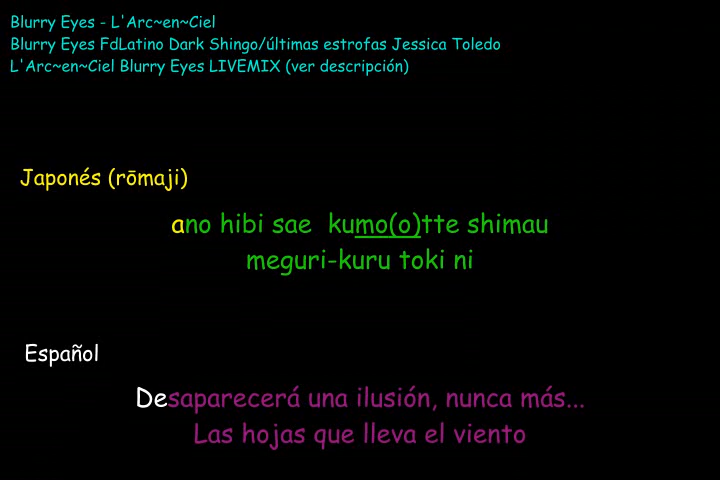 Blurry Eyes - L'Arc~en~Ciel
Blurry Eyes FdLatino Dark Shingo/últimas estrofas Jessica Toledo
L'Arc~en~Ciel Blurry Eyes LIVEMIX (ver descripción)
Japonés (rōmaji)
ano hibi sae  kumo(o)tte shimau
meguri-kuru toki ni
Español
Desaparecerá una ilusión, nunca más...
Las hojas que lleva el viento